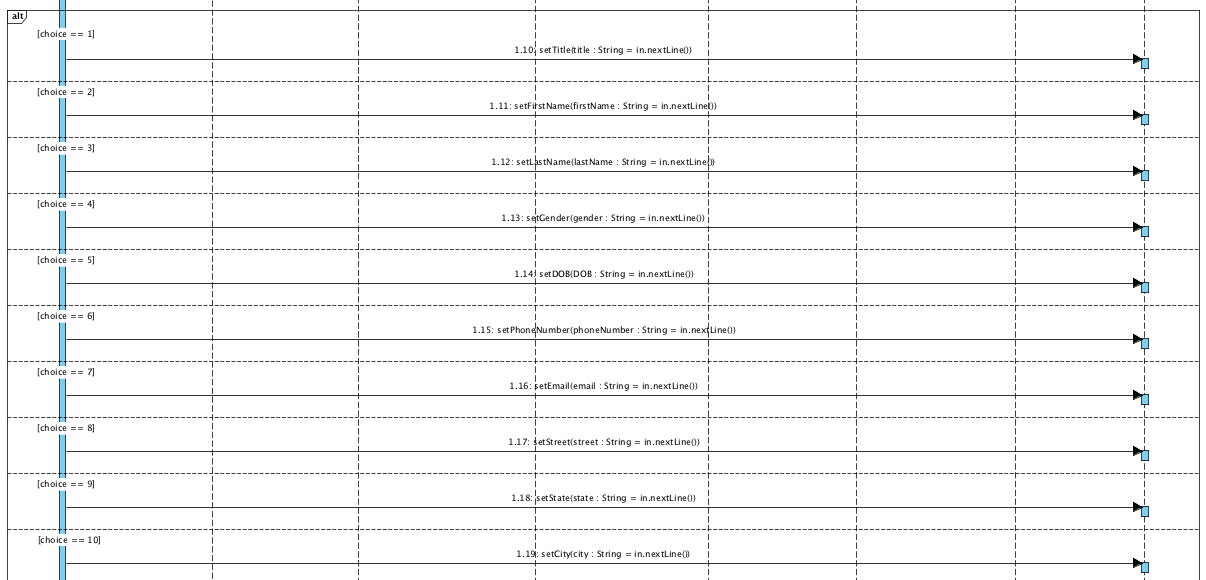 alt
[choice == 1]
1.10: setTitle(title : String = in.nextLine())
[choice == 2]
1.11: setFirstName(firstName : String = in.nextLine())
[choice == 3]
1.12: setLastName(lastName : String = in.nextLine())
[choice == 4]
1.13: setGender(gender : String = in.nextLine())
[choice == 5]
1.14: setDOB(DOB : String = in.nextLine())
[choice == 6]
1.15: setPhoneNumber(phoneNumber : String = in.nextLine())
[choice == 7]
1.16: setEmail(email : String = in.nextLine())
[choice == 8]
1.17: setStreet(street : String = in.nextLine())
[choice == 9]
1.18: setState(state : String = in.nextLine())
[choice == 10]
1.19: setCity(city : String = in.nextLine())